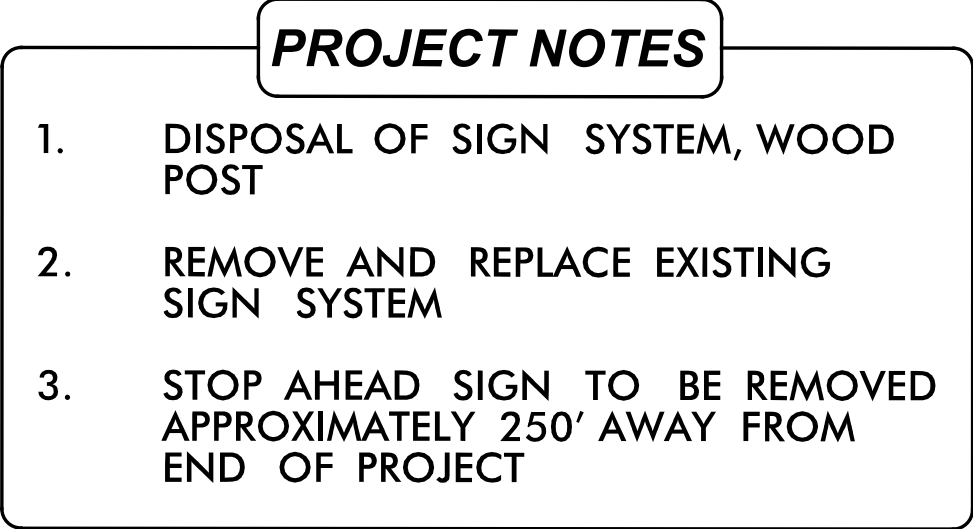 PROJECT NOTES
1. DISPOSAL OF SIGN SYSTEM, WOOD
POST
2. REMOVE AND REPLACE EXISTING
SIGN SYSTEM
3. STOP AHEAD SIGN TO BE REMOVED
APPROXIMATELY 250' AWAY FROM
END OF PROJECT